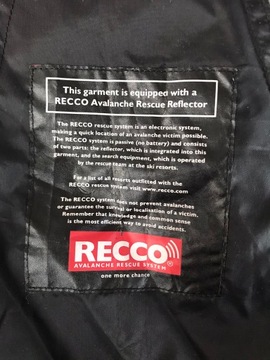 This garment is equipped with a
RECCO Avalanche Rescue Reflector
The RECCO rescue system is an electronic system,
making a quick location of an avalanche victim possible.
The RECCO system is passive (no battery) and consists
of two parts: the reflector, which is integrated into this
garment, and the search equipment, which is operated
by the rescue team at the ski resorts.
For a list of all resorts outfitted with the
RECCO rescue system visit www.recco.com
The RECCO system does not prevent avalanches
or guarantee the survival or localisation of a victim.
Remember that knowledge and common sense
is the most efficient way to avoid accidents.
RECCO®
AVALANCHE RESCUE SYSTEM
one more chance